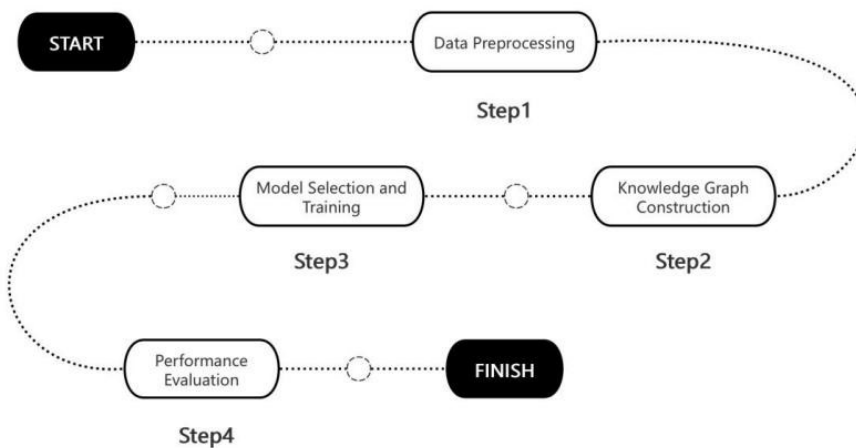 START
Data Preprocessing
Step1
Model Selection and
Training
Knowledge Graph
Construction
Step3
Step2
Performance
Evaluation
FINISH
Step4